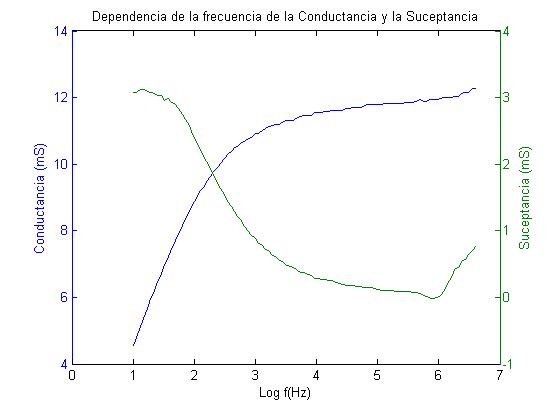 Dependencia de la frecuencia de la Conductancia y la Suceptancia
14
12
10
8
6
4
Conductancia (mS)
4
3
2
1
0
-1
Suceptancia (mS)
0 1 2 3 4 5 6 7
Log f(Hz)